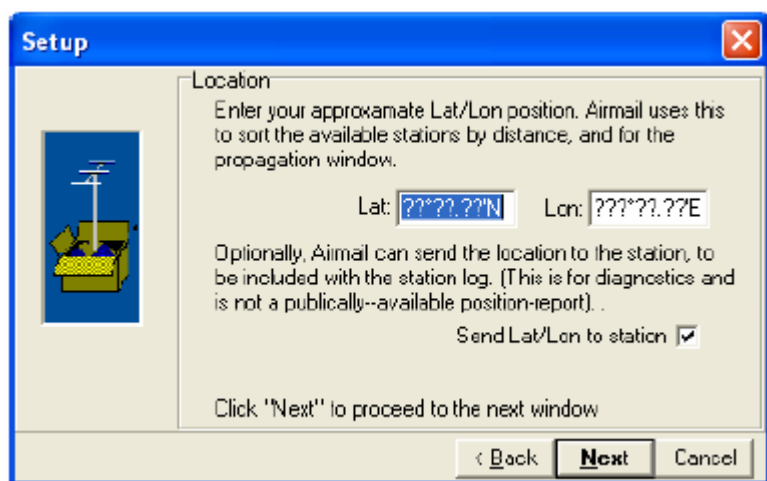 Setup
Location
Enter your approxamate Lat/Lon position. Airmail uses this
to sort the available stations by distance, and for the
propagation window.
Lat: ??°??.??'N Lon: ???°??.??'E
Optionally, Airmail can send the location to the station, to
be included with the station log. (This is for diagnostics and
is not a publically--available position-report). .
Send Lat/Lon to station
Click "Next" to proceed to the next window
< Back Next Cancel